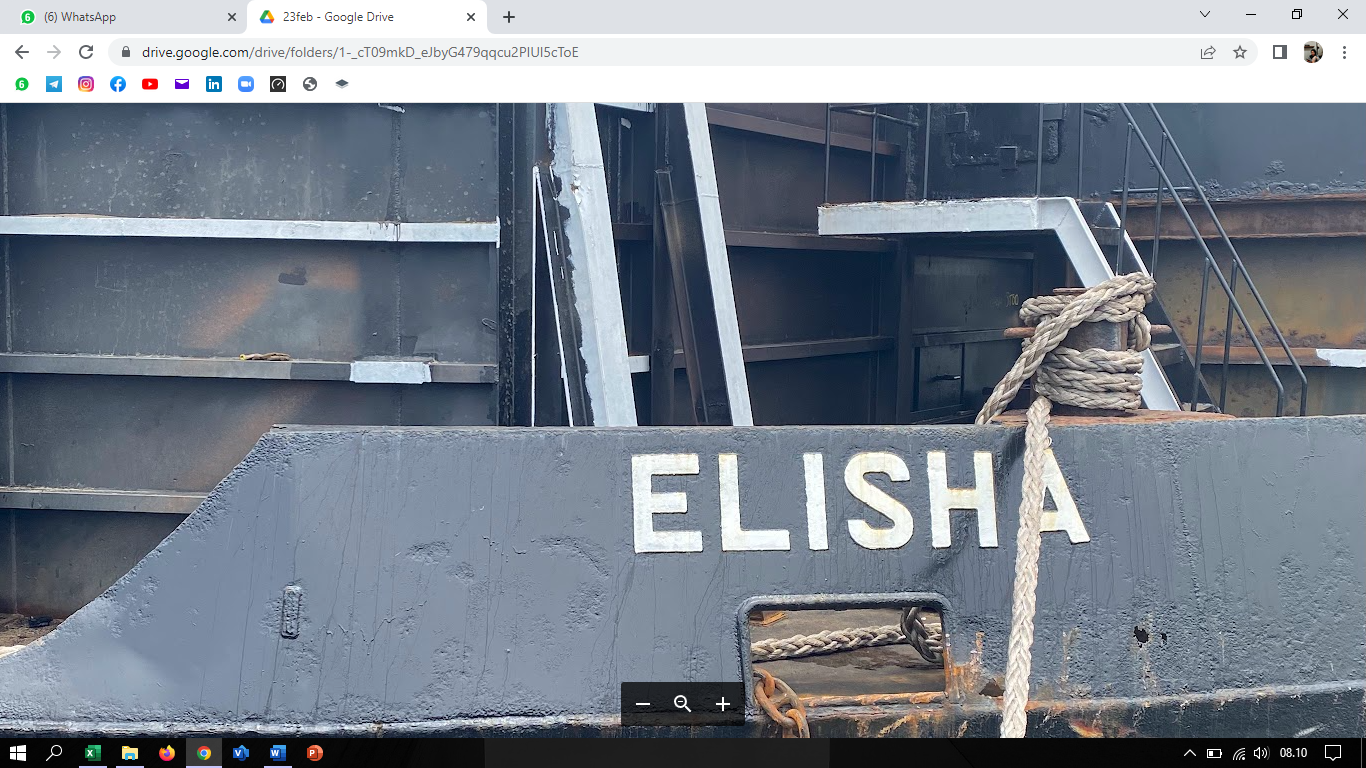 (6) WhatsApp
23feb - Google Drive
drive.google.com/drive/folders/1-_cT09mkD_eJbyG479qqcu2PIUI5cToE
ELISHA
08.10